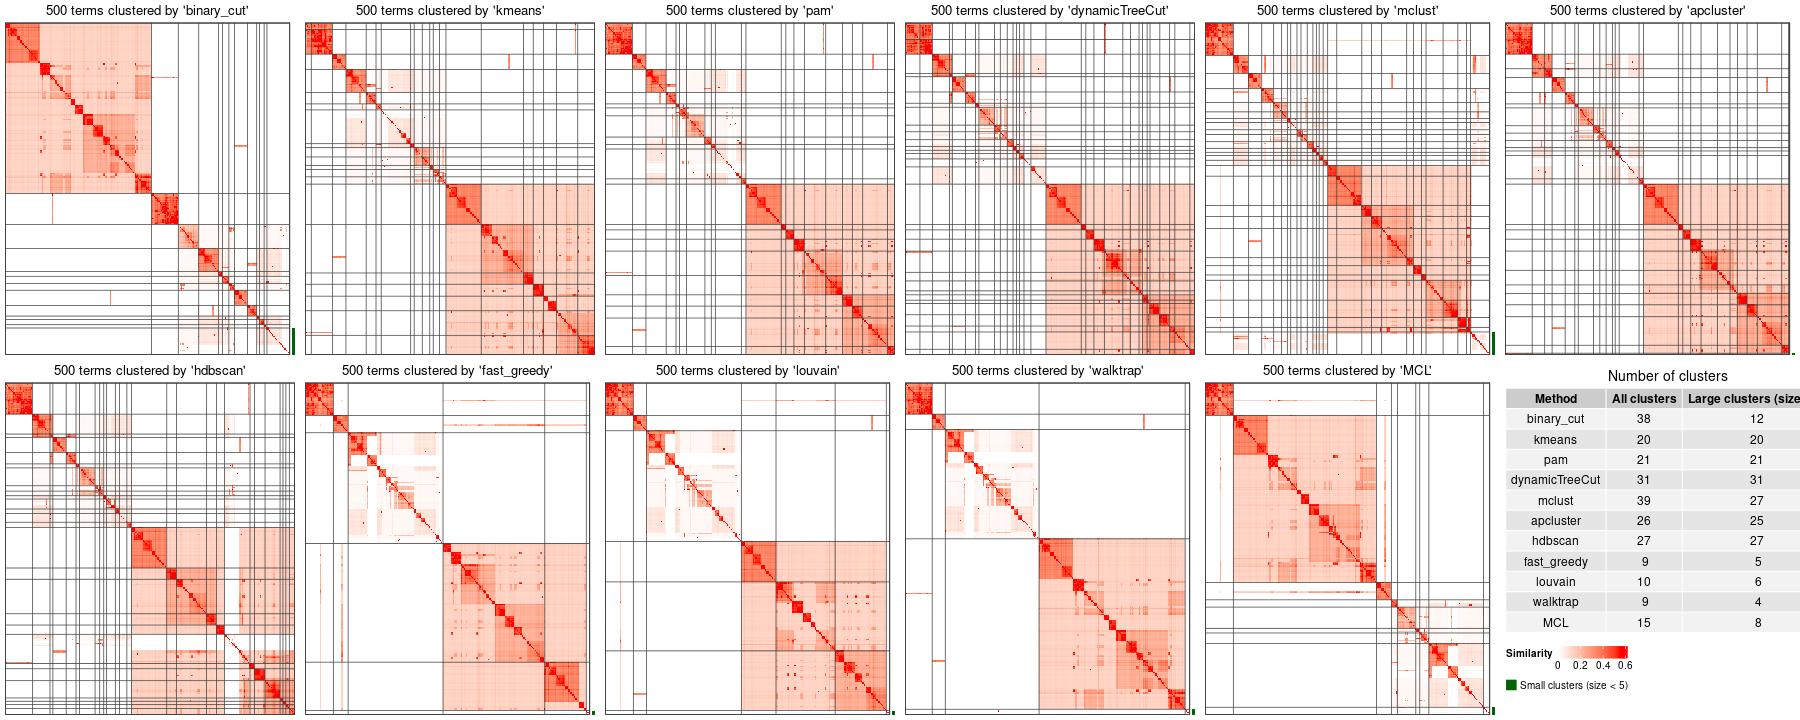 500 terms clustered by 'binary_cut'
500 terms clustered by 'kmeans'
500 terms clustered by 'pam'
500 terms clustered by 'dynamicTreeCut'
500 terms clustered by 'mclust'
500 terms clustered by 'apcluster'
500 terms clustered by 'hdbscan'
500 terms clustered by 'fast_greedy'
500 terms clustered by 'louvain'
500 terms clustered by 'walktrap'
500 terms clustered by 'MCL'
Number of clusters
Method All clusters Large clusters (size
binary_cut 38 12
kmeans 20 20
pam 21 21
dynamicTreeCut 31 31
mclust 39 27
apcluster 26 25
hdbscan 27 27
fast_greedy 9 5
louvain 10 6
walktrap 9 4
MCL 15 8
Similarity
0 0.2 0.4 0.6
Small clusters (size < 5)